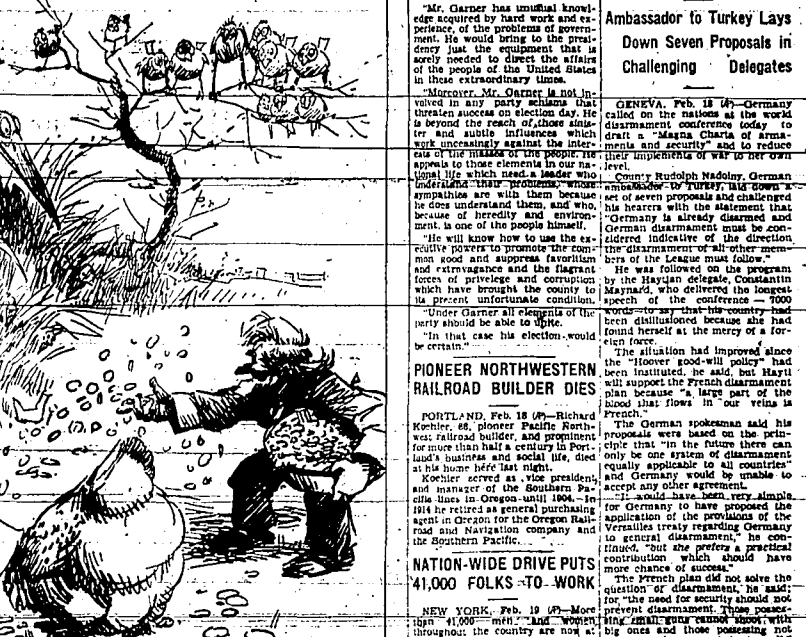 "Mr. Garner has unusual knowl-
edge acquired by hard work and ex-
perience, of the problems of govern-
ment. He would bring to the presi-
dency just the equipment that is
sorely needed to direct the affairs
of the people of the United States
in these extraordinary times.
"Moreover, Mr. Garner is not in-
volved in any party schisms that
threaten success on election day. He
is beyond the reach of those sinis-
ter and subtle influences which
work unceasingly against the inter-
ests of the masses of the people. He
appeals to those elements in our na-
tional life which need a leader who
understand their problems, whose
sympathies are with them because
he does understand them, and who,
because of heredity and environ-
ment, is one of the people himself.
"He will know how to use the ex-
ecutive powers to promote the com-
mon good and suppress favoritism
and extravagance and the flagrant
forces of privelege and corruption
which have brought the county to
its present unfortunate condition.
"Under Garner all elements of the
party should be able to unite.
"In that case his election would
be certain."
PIONEER NORTHWESTERN
RAILROAD BUILDER DIES
PORTLAND, Feb. 18 (AP)—Richard
Koehler, 88, pioneer Pacific North-
west railroad builder, and prominent
for more than half a century in Port-
land's business and social life, died
at his home here last night.
Koehler served as vice president
and manager of the Southern Pa-
cific lines in Oregon until 1904. In
1914 he retired as general purchasing
agent in Oregon for the Oregon Rail-
road and Navigation company and
the Southern Pacific.
NATION-WIDE DRIVE PUTS
41,000 FOLKS TO WORK
NEW YORK, Feb. 19 (AP)—More
than 41,000 men and women
throughout the country are now at
Ambassador to Turkey Lays
Down Seven Proposals in
Challenging Delegates
GENEVA, Feb. 18 (AP)—Germany
called on the nations at the world
disarmament conference today to
draft a "Magna Charta of arma-
ments and security" and to reduce
their implements of war to her own
level.
County Rudolph Nadolny, German
ambassador to Turkey, laid down a
set of seven proposals and challenged
his hearers with the statement that
"Germany is already disarmed and
German disarmament must be con-
sidered indicative of the direction
the disarmament of all other mem-
bers of the League must follow."
He was followed on the program
by the Haytian delegate, Constantin
Maynard, who delivered the longest
speech of the conference — 7000
words—to say that his country had
been disillusioned because she had
found herself at the mercy of a for-
eign force.
The situation had improved since
the "Hoover good-will policy" had
been instituted, he said, but Hayti
will support the French disarmament
plan because "a large part of the
blood that flows in our veins is
French."
The German spokesman said his
proposals were based on the prin-
ciple that "in the future there can
only be one system of disarmament
equally applicable to all countries"
and Germany would be unable to
accept any other agreement.
"It would have been very simple
for Germany to have proposed the
application of the provisions of the
Versailles treaty regarding Germany
to general disarmament," he con-
tinued, "but she prefers a practical
contribution which should have
more chance of success."
The French plan did not solve the
question of disarmament, he said;
for, "the need for security should not
prevent disarmament. Those possess-
ing small guns cannot shoot with
big ones and those possessing not